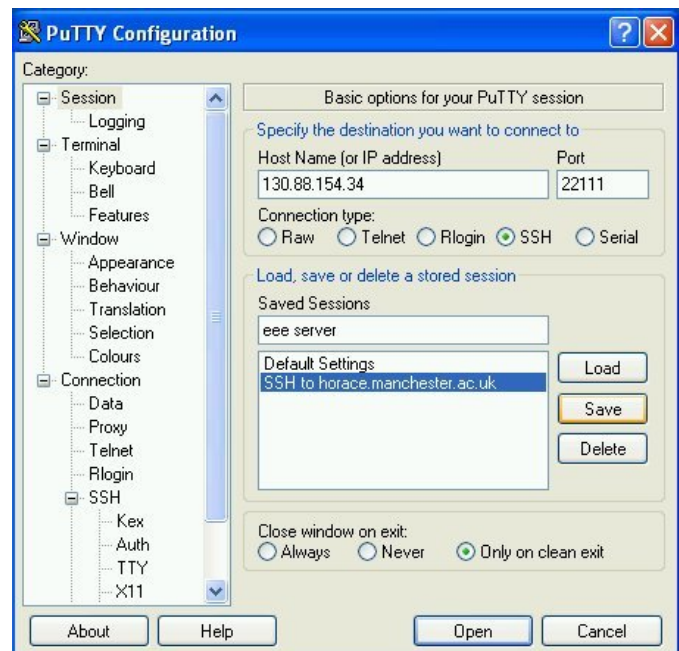 PuTTY Configuration
Category:
Session
Logging
Terminal
Keyboard
Bell
Features
Window
Appearance
Behaviour
Translation
Selection
Colours
Connection
Data
Proxy
Telnet
Rlogin
SSH
Kex
Auth
TTY
X11
Basic options for your PuTTY session
Specify the destination you want to connect to
Host Name (or IP address) Port
130.88.154.34 22111
Connection type:
Raw Telnet Rlogin SSH Serial
Load, save or delete a stored session
Saved Sessions
eee server
Default Settings
SSH to horace.manchester.ac.uk
Load
Save
Delete
Close window on exit:
Always Never Only on clean exit
About Help Open Cancel